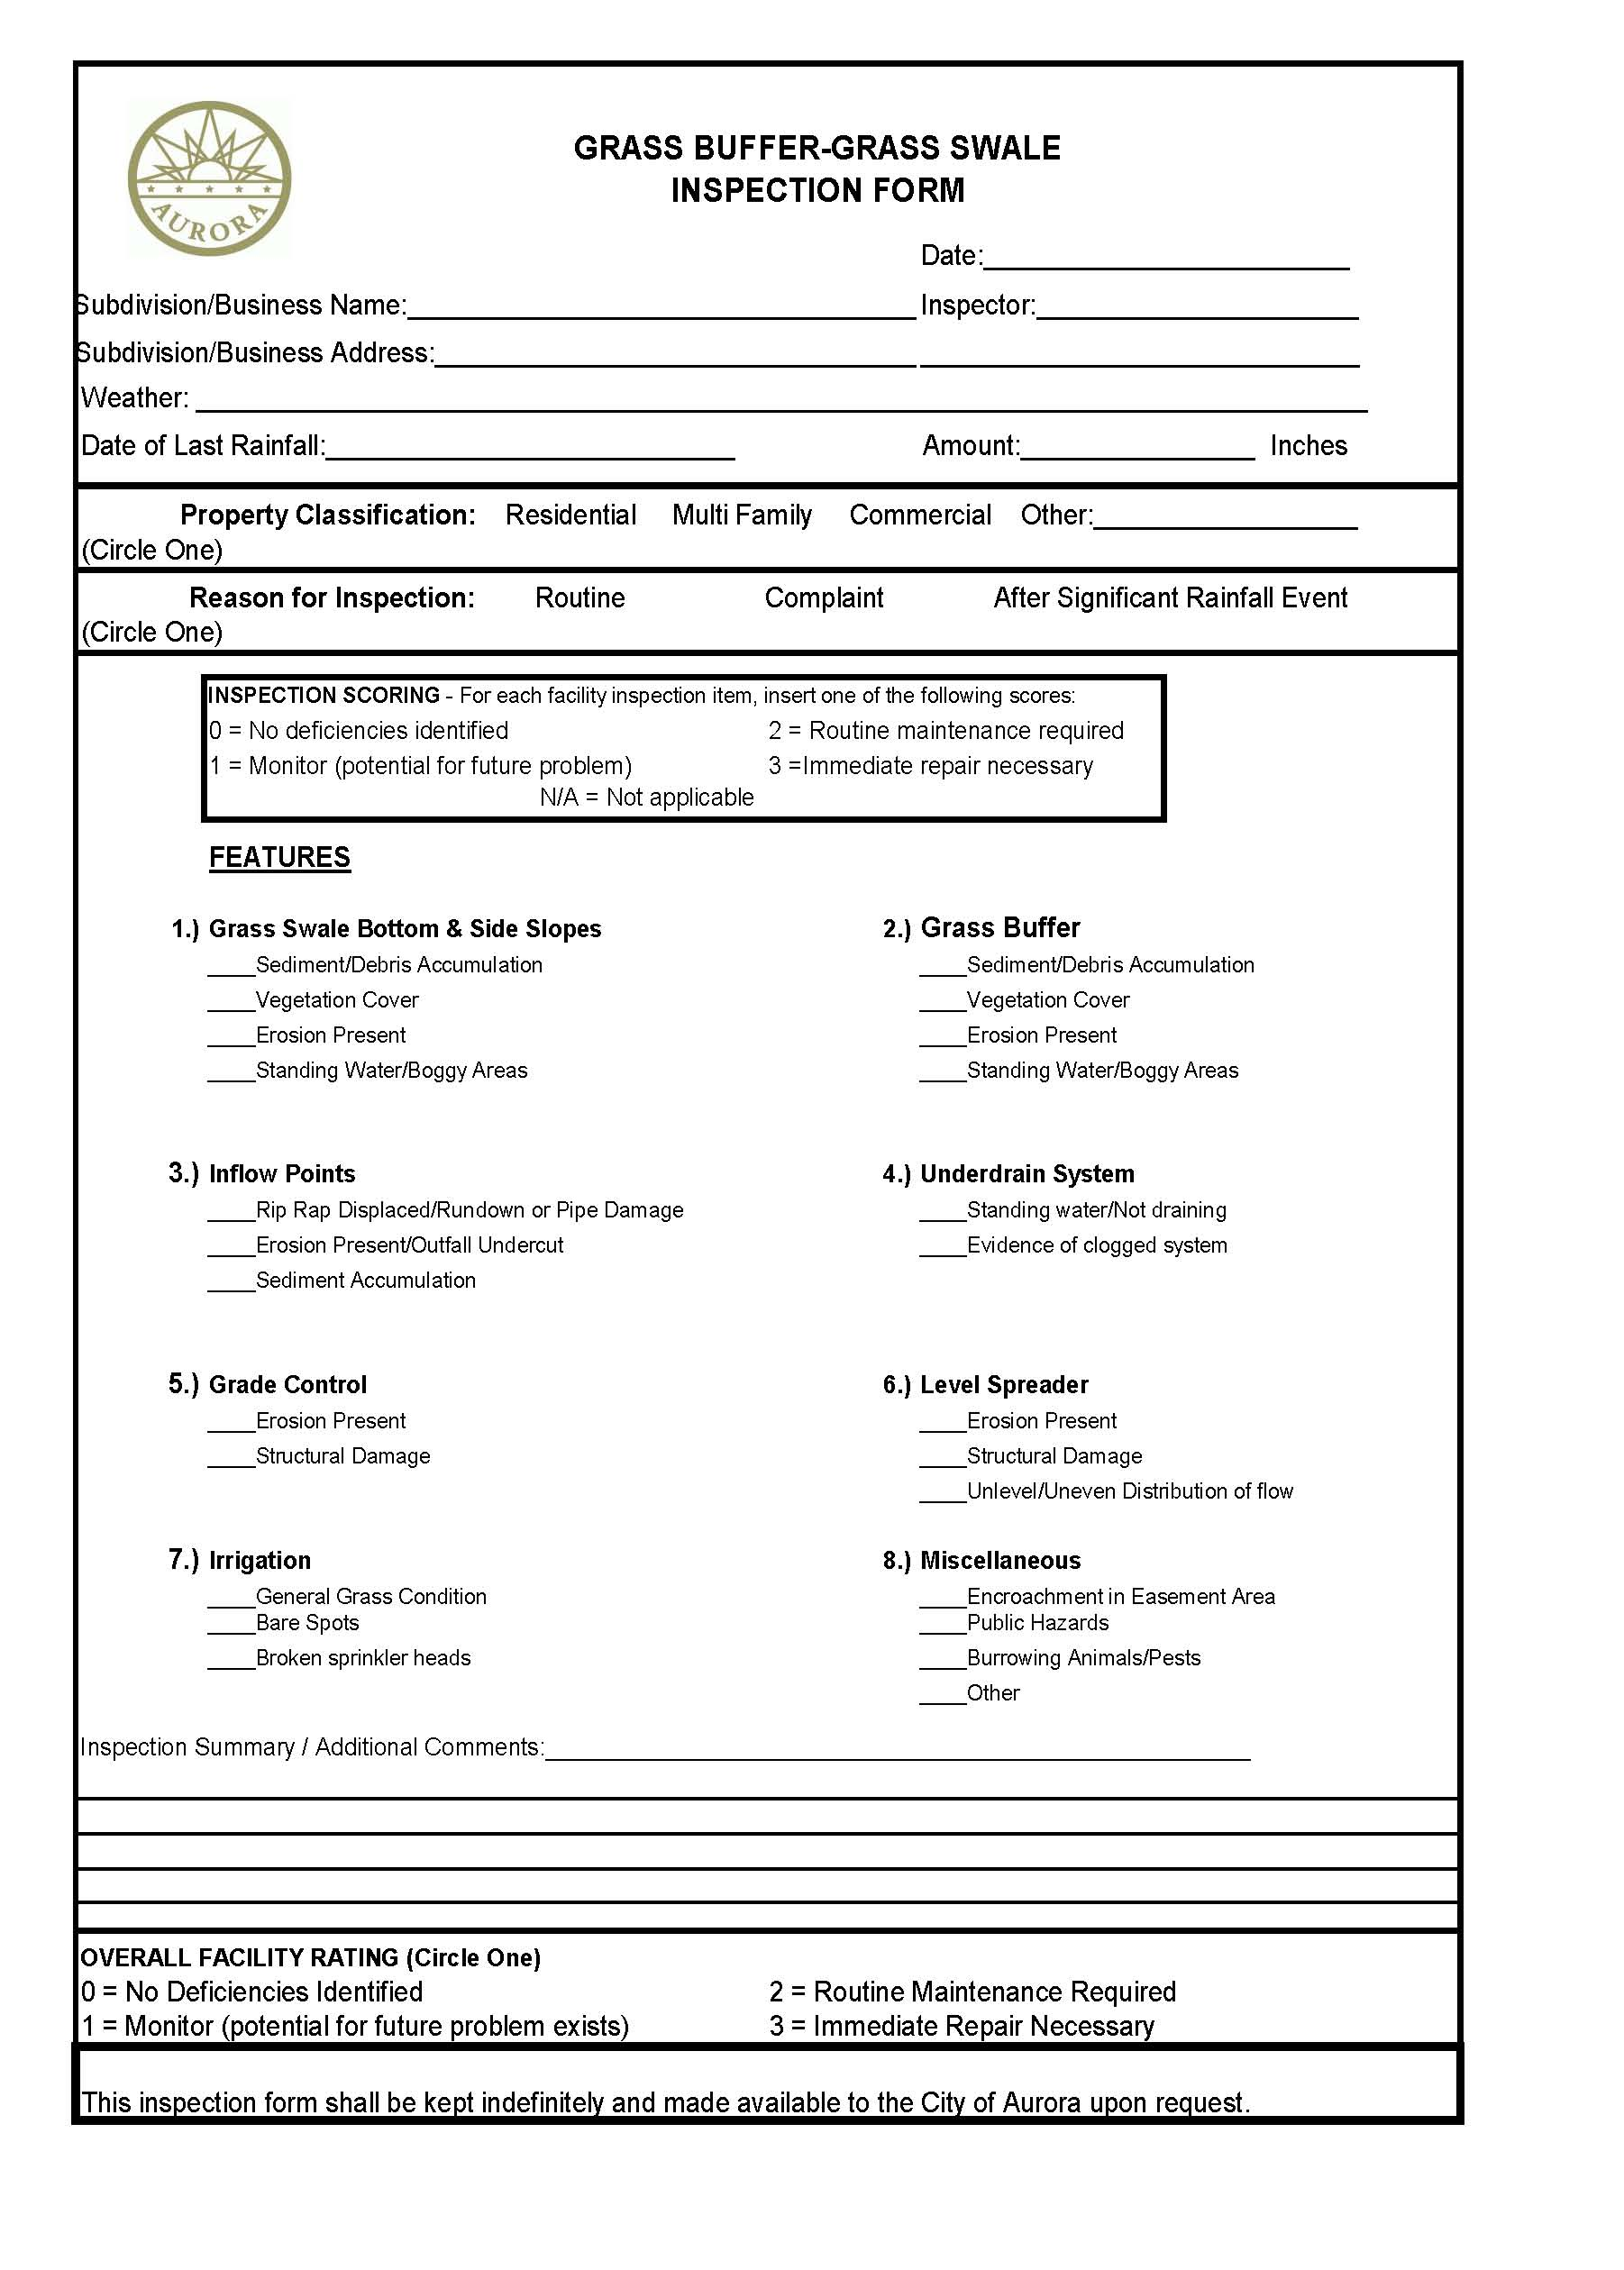 AURORA
GRASS BUFFER-GRASS SWALE
INSPECTION FORM
Date:
Subdivision/Business Name: Inspector:
Subdivision/Business Address:
Weather:
Date of Last Rainfall: Amount: Inches
Property Classification: Residential Multi Family Commercial Other:
(Circle One)
Reason for Inspection: Routine Complaint After Significant Rainfall Event
(Circle One)
INSPECTION SCORING - For each facility inspection item, insert one of the following scores:
0 = No deficiencies identified 2 = Routine maintenance required
1 = Monitor (potential for future problem) 3 =Immediate repair necessary
N/A = Not applicable
FEATURES
1.) Grass Swale Bottom & Side Slopes 2.) Grass Buffer
____Sediment/Debris Accumulation ____Sediment/Debris Accumulation
____Vegetation Cover ____Vegetation Cover
____Erosion Present ____Erosion Present
____Standing Water/Boggy Areas ____Standing Water/Boggy Areas
3.) Inflow Points 4.) Underdrain System
____Rip Rap Displaced/Rundown or Pipe Damage ____Standing water/Not draining
____Erosion Present/Outfall Undercut ____Evidence of clogged system
____Sediment Accumulation
5.) Grade Control 6.) Level Spreader
____Erosion Present ____Erosion Present
____Structural Damage ____Structural Damage
____Unlevel/Uneven Distribution of flow
7.) Irrigation 8.) Miscellaneous
____General Grass Condition ____Encroachment in Easement Area
____Bare Spots ____Public Hazards
____Broken sprinkler heads ____Burrowing Animals/Pests
____Other
Inspection Summary / Additional Comments:
OVERALL FACILITY RATING (Circle One)
0 = No Deficiencies Identified 2 = Routine Maintenance Required
1 = Monitor (potential for future problem exists) 3 = Immediate Repair Necessary
This inspection form shall be kept indefinitely and made available to the City of Aurora upon request.